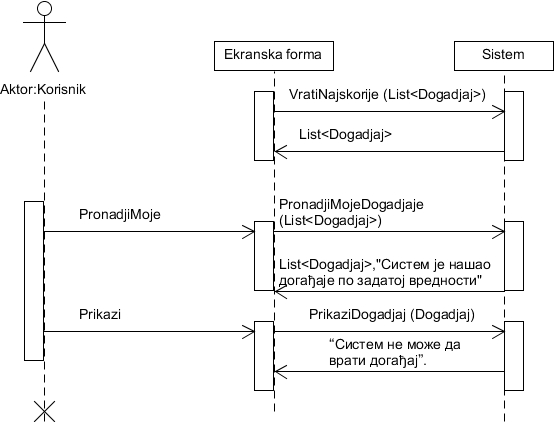 Ekranska forma
Sistem
Aktor:Korisnik
VratiNajskorije (List<Dogadjaj>)
List<Dogadjaj>
PronadjiMoje
PronadjiMojeDogadjaje
(List<Dogadjaj>)
List<Dogadjaj>,"Систем је нашао
догађаје по задатој вредности"
Prikazi
PrikaziDogadjaj (Dogadjaj)
“Систем не може да
врати догађај”.